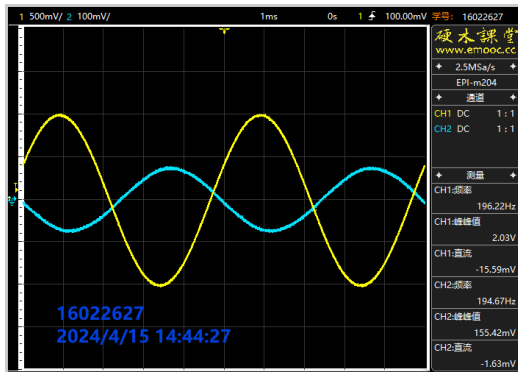 1 500mV/ 2 100mV/ 1ms 0s 1 100.00mV 学号: 16022627
硬木課堂
www.emooc.cc
2.5MSa/s
EPI-m204
通道
CH1 DC 1 : 1
CH2 DC 1 : 1
测量
CH1:频率
196.22Hz
CH1:峰峰值
2.03V
CH1:直流
-15.59mV
CH2:频率
194.67Hz
CH2:峰峰值
155.42mV
CH2:直流
-1.63mV
16022627
2024/4/15 14:44:27